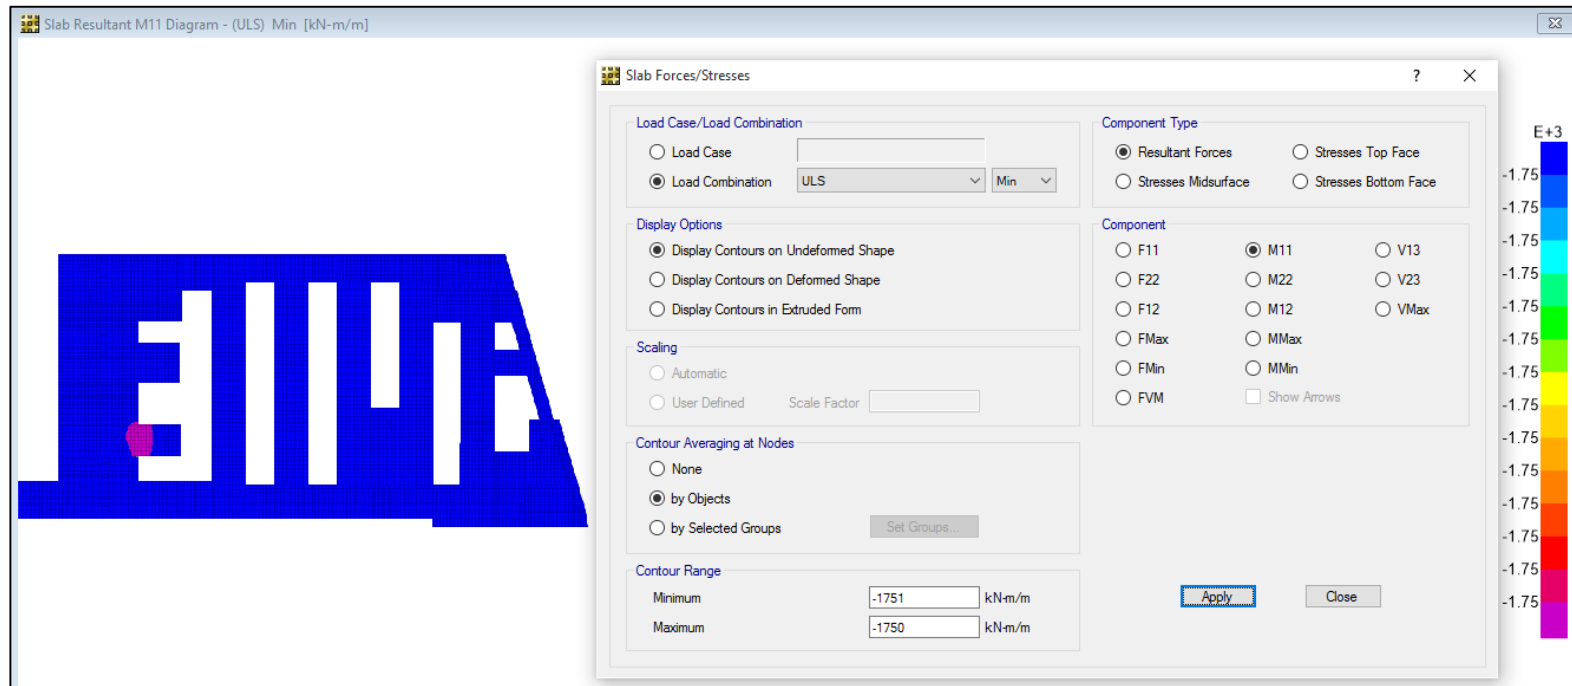 Slab Resultant M11 Diagram - (ULS) Min [kN-m/m]
Slab Forces/Stresses
?
Load Case/Load Combination
Load Case
Load Combination
ULS
Min
Display Options
Display Contours on Undeformed Shape
Display Contours on Deformed Shape
Display Contours in Extruded Form
Scaling
Automatic
User Defined
Scale Factor
Contour Averaging at Nodes
None
by Objects
by Selected Groups
Set Groups...
Contour Range
Minimum
-1751
kN-m/m
Maximum
-1750
kN-m/m
Component Type
Resultant Forces
Stresses Top Face
Stresses Midsurface
Stresses Bottom Face
Component
F11
M11
V13
F22
M22
V23
F12
M12
VMax
FMax
MMax
FMin
MMin
FVM
Show Arrows
Apply
Close
E+3
-1.75
-1.75
-1.75
-1.75
-1.75
-1.75
-1.75
-1.75
-1.75
-1.75
-1.75
-1.75
-1.75
-1.75